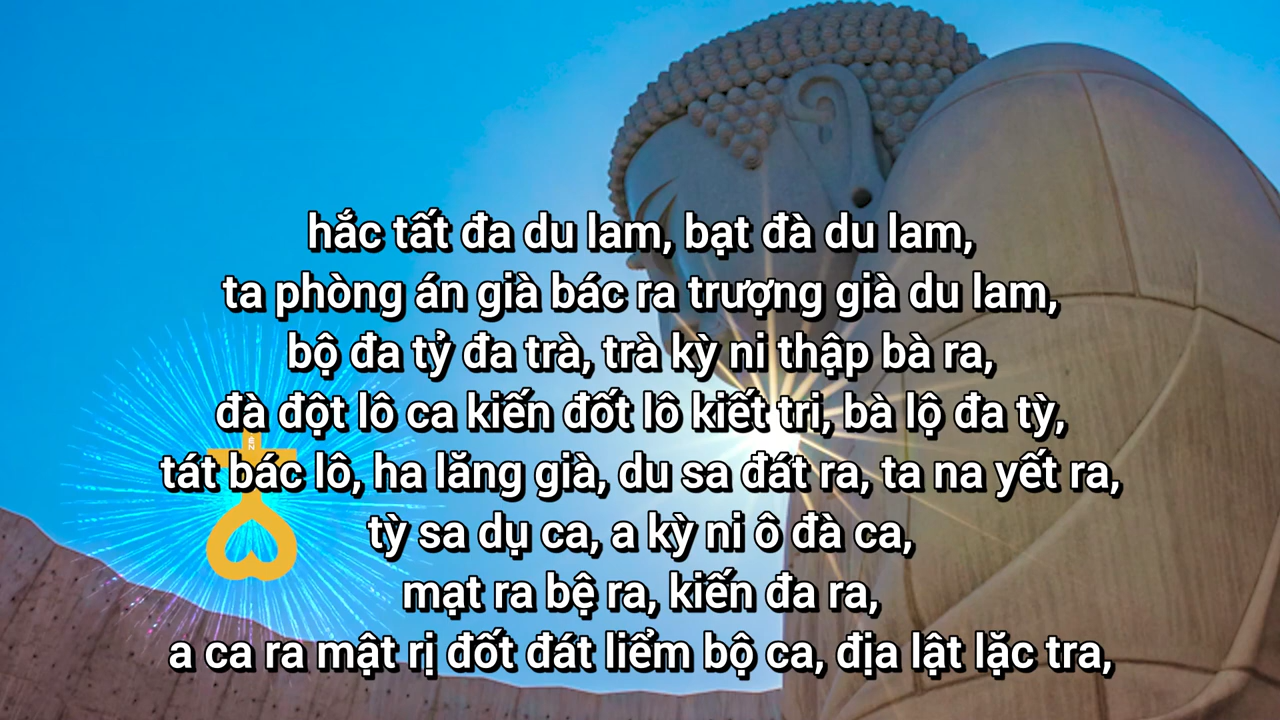 hắc tất đa du lam, bạt đà du lam,
ta phòng án già bác ra trượng già du lam,
bộ đa tỷ đa trà, trà kỳ ni thập bà ra,
đà đột lô ca kiến đốt lô kiết tri, bà lộ đa tỳ,
tát bác lô, ha lăng già, du sa đát ra, ta na yết ra,
tỳ sa dụ ca, a kỳ ni ô đà ca,
mạt ra bệ ra, kiến đa ra,
a ca ra mật rị đốt đát liểm bộ ca, địa lật lặc tra,